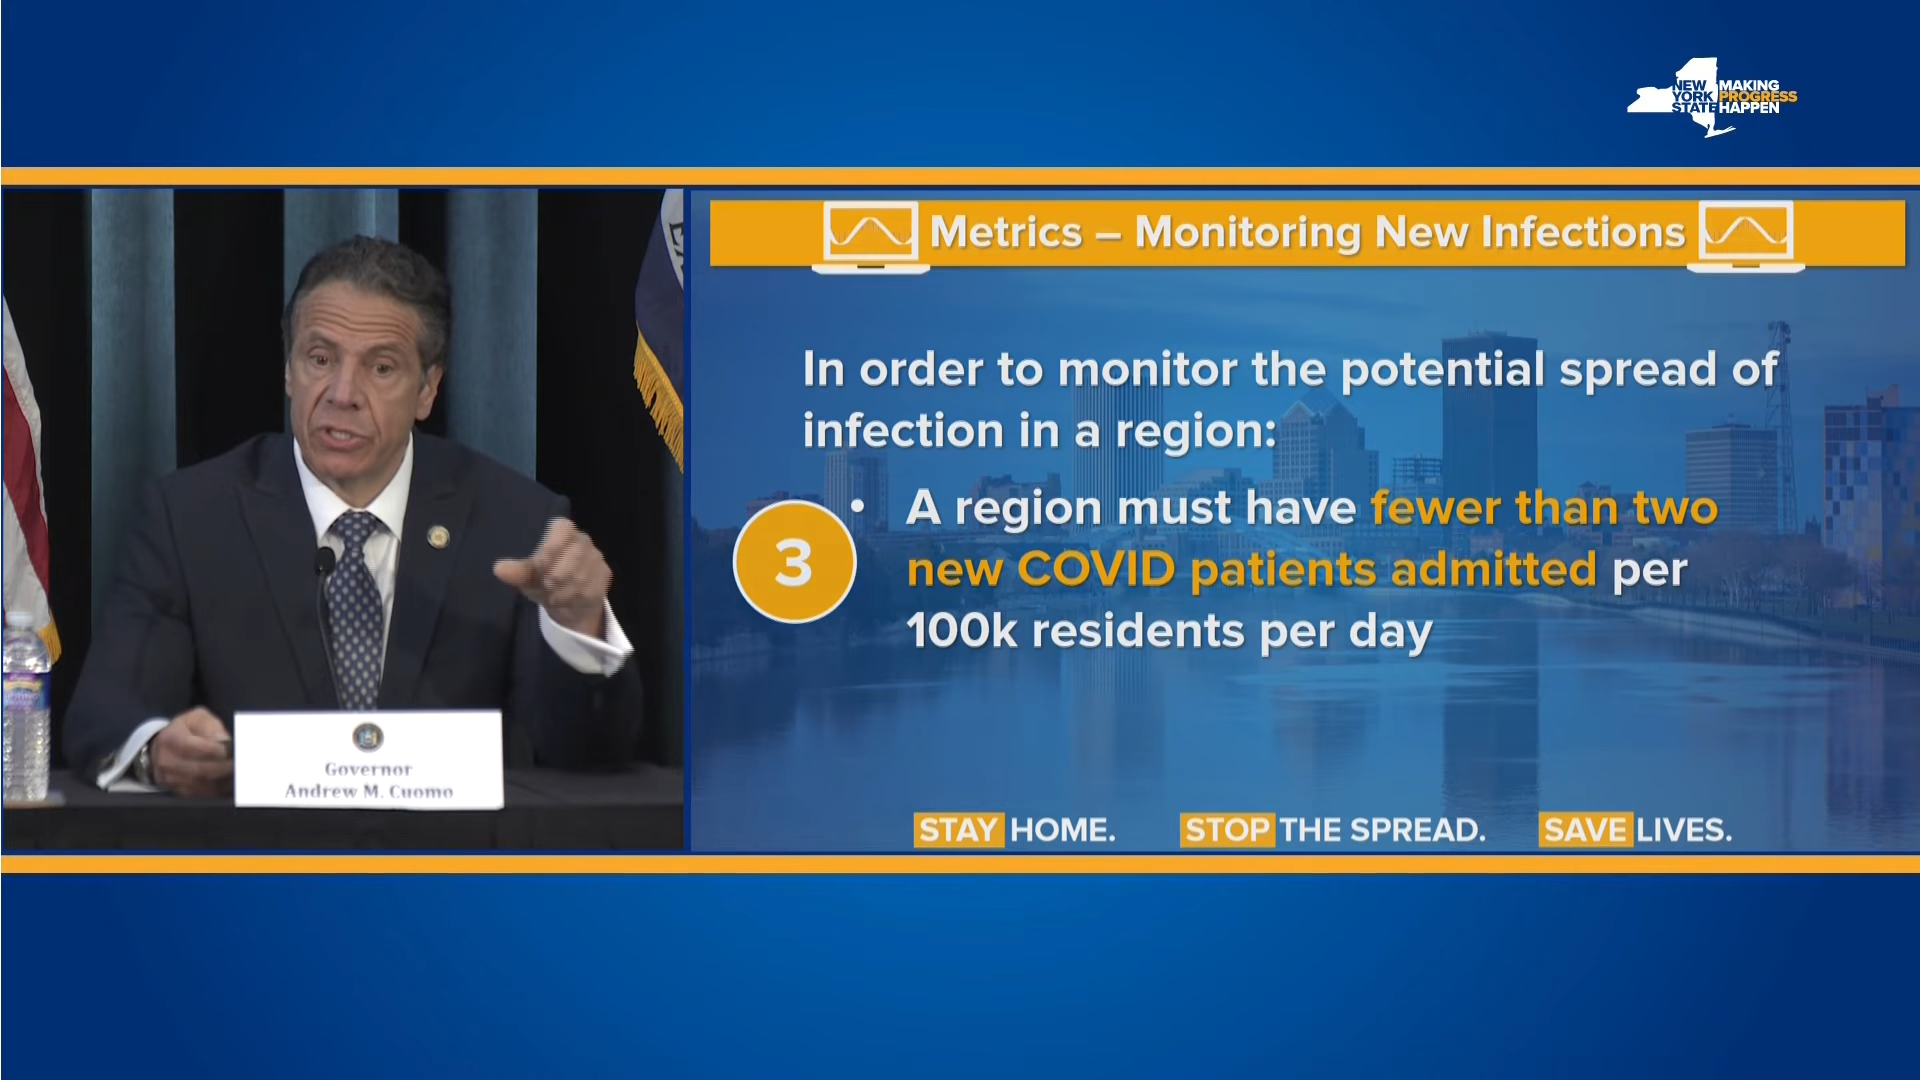 NEW YORK STATE
MAKING PROGRESS HAPPEN
Metrics – Monitoring New Infections
In order to monitor the potential spread of
infection in a region:
3
• A region must have fewer than two
new COVID patients admitted per
100k residents per day
STAY HOME. STOP THE SPREAD. SAVE LIVES.
Governor
Andrew M. Cuomo